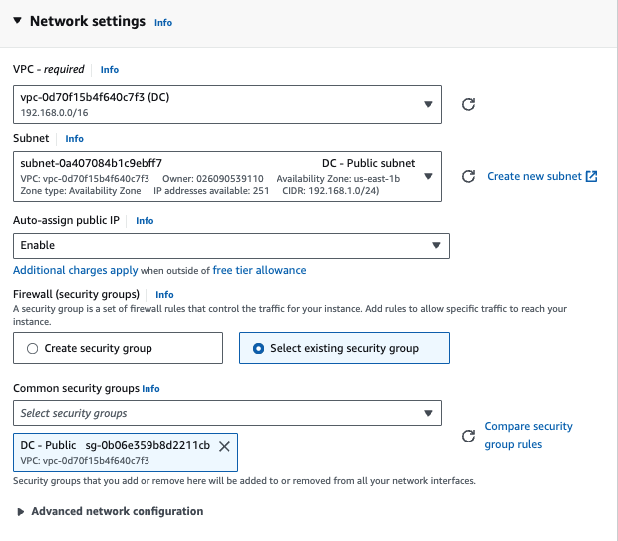 Network settings Info
VPC - required Info
vpc-0d70f15b4f640c7f3 (DC)
192.168.0.0/16
Subnet Info
subnet-0a407084b1c9ebff7 DC - Public subnet
VPC: vpc-0d70f15b4f640c7f3 Owner: 026090539110 Availability Zone: us-east-1b
Zone type: Availability Zone IP addresses available: 251 CIDR: 192.168.1.0/24)
Create new subnet
Auto-assign public IP Info
Enable
Additional charges apply when outside of free tier allowance
Firewall (security groups) Info
A security group is a set of firewall rules that control the traffic for your instance. Add rules to allow specific traffic to reach your
instance.
Create security group Select existing security group
Common security groups Info
Select security groups
Compare security
group rules
DC - Public sg-0b06e359b8d2211cb
VPC: vpc-0d70f15b4f640c7f3
Security groups that you add or remove here will be added to or removed from all your network interfaces.
Advanced network configuration